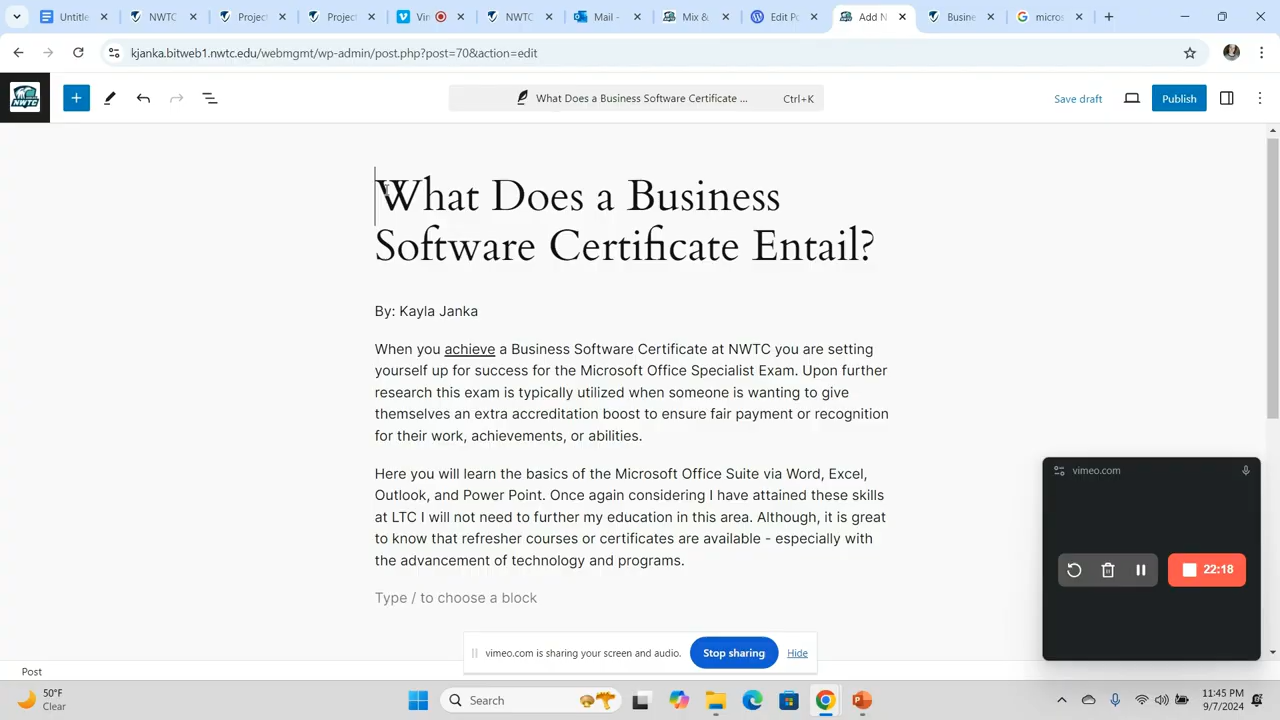 Untitle
NWTC
Project
Project
Vin
NWTC
Mail -
Mix &
Edit P
Add N
Busine
micros
kjanka.bitweb1.nwtc.edu/webmgmt/wp-admin/post.php?post=70&action=edit
NWTC
What Does a Business Software Certificate ... Ctrl+K
Save draft
Publish
What Does a Business
Software Certificate Entail?
By: Kayla Janka
When you achieve a Business Software Certificate at NWTC you are setting
yourself up for success for the Microsoft Office Specialist Exam. Upon further
research this exam is typically utilized when someone is wanting to give
themselves an extra accreditation boost to ensure fair payment or recognition
for their work, achievements, or abilities.
Here you will learn the basics of the Microsoft Office Suite via Word, Excel,
Outlook, and Power Point. Once again considering I have attained these skills
at LTC I will not need to further my education in this area. Although, it is great
to know that refresher courses or certificates are available - especially with
the advancement of technology and programs.
Type / to choose a block
vimeo.com
22:18
vimeo.com is sharing your screen and audio. Stop sharing Hide
Post
50°F
Clear
Search
11:45 PM
9/7/2024